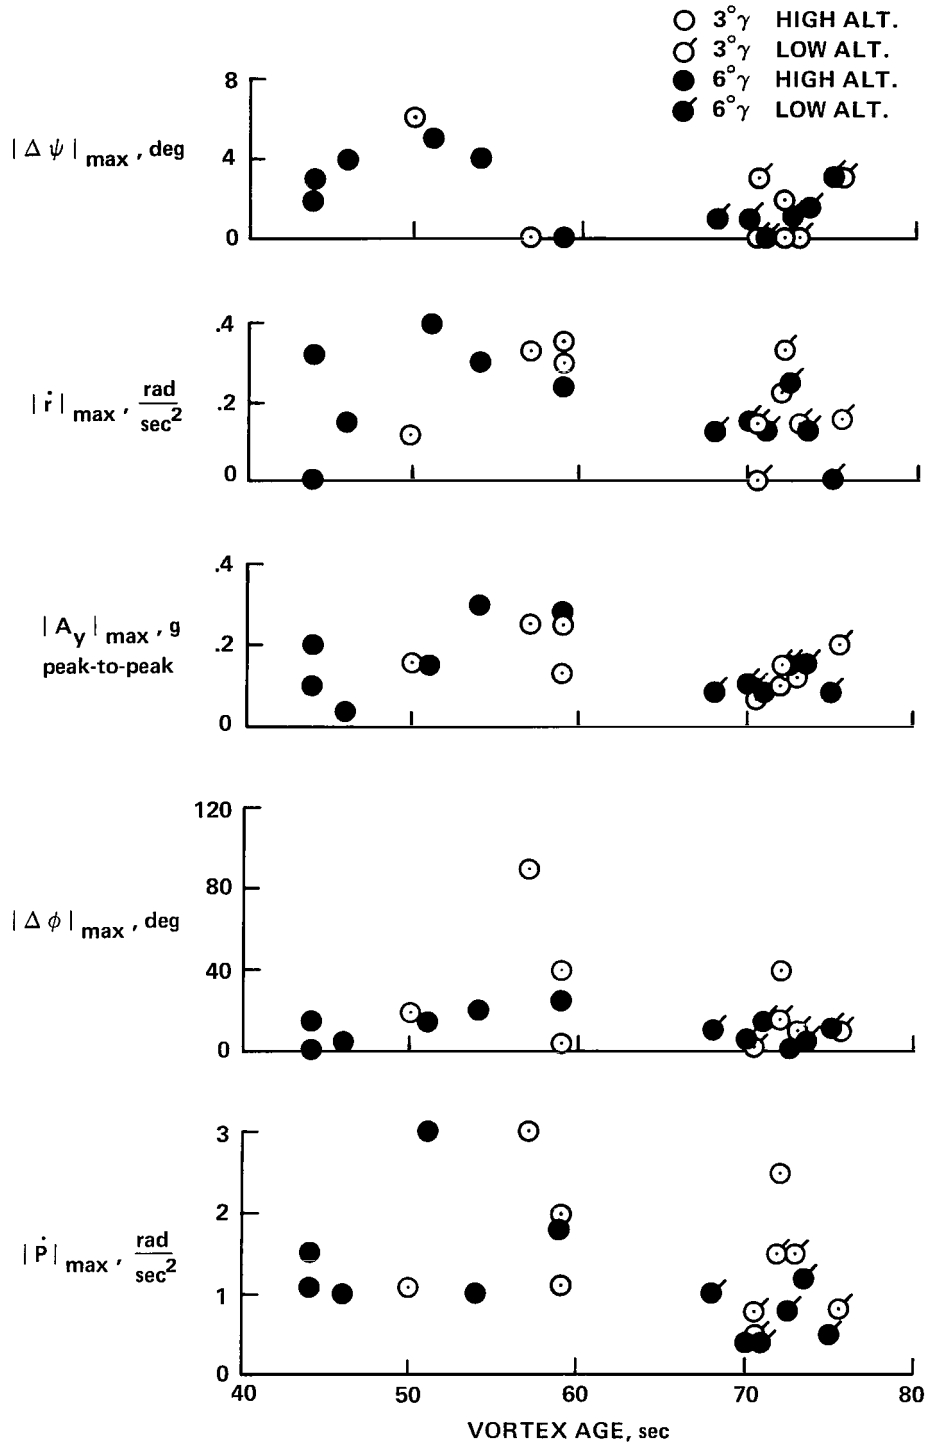 3°γ HIGH ALT.
3°γ LOW ALT.
6°γ HIGH ALT.
6°γ LOW ALT.
|Δψ|max, deg
8
4
0
|ṙ|max, rad/sec²
.4
.2
0
|Ay|max, g
peak-to-peak
.4
.2
0
|Δϕ|max, deg
120
80
40
0
|Ṗ|max, rad/sec²
3
2
1
0
40 50 60 70 80
VORTEX AGE, sec